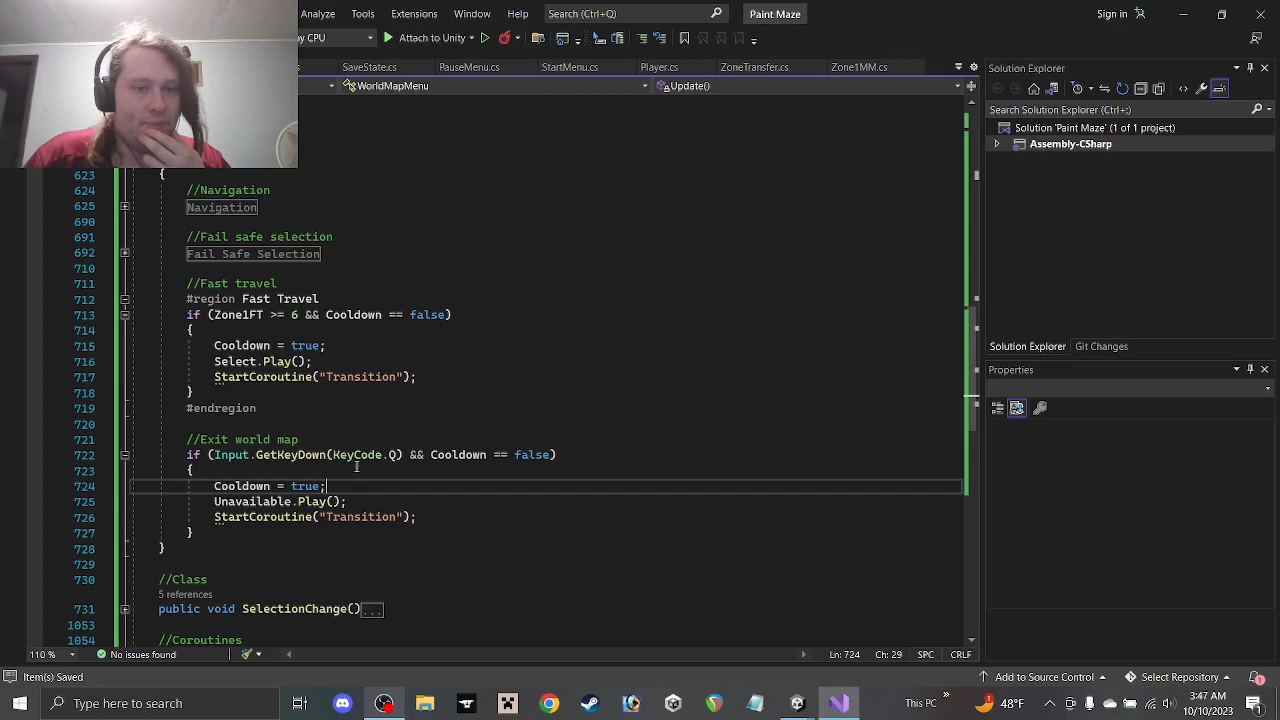 Analyze Tools Extensions Window Help Search (Ctrl+Q) Paint Maze Sign in
CPU Attach to Unity
SaveState.cs PauseMenu.cs StartMenu.cs Player.cs ZoneTransfer.cs Zone1MM.cs
WorldMapMenu Update()
623 {
624 //Navigation
625 Navigation
690
691 //Fail safe selection
692 Fail Safe Selection
710
711 //Fast travel
712 #region Fast Travel
713 if (Zone1FT >= 6 && Cooldown == false)
714 {
715 Cooldown = true;
716 Select.Play();
717 StartCoroutine("Transition");
718 }
719 #endregion
720
721 //Exit world map
722 if (Input.GetKeyDown(KeyCode.Q) && Cooldown == false)
723 {
724 Cooldown = true;
725 Unavailable.Play();
726 StartCoroutine("Transition");
727 }
728 }
729
730 //Class
5 references
731 public void SelectionChange()...
1053
1054 //Coroutines
110 % No issues found Ln: 724 Ch: 29 SPC CRLF
Solution Explorer
Search Solution Explorer (Ctrl+;)
Solution 'Paint Maze' (1 of 1 project)
Assembly-CSharp
Solution Explorer Git Changes
Properties
Item(s) Saved Add to Source Control Select Repository 1
Type here to search This PC 48°F 3:47 AM
10/10/2023